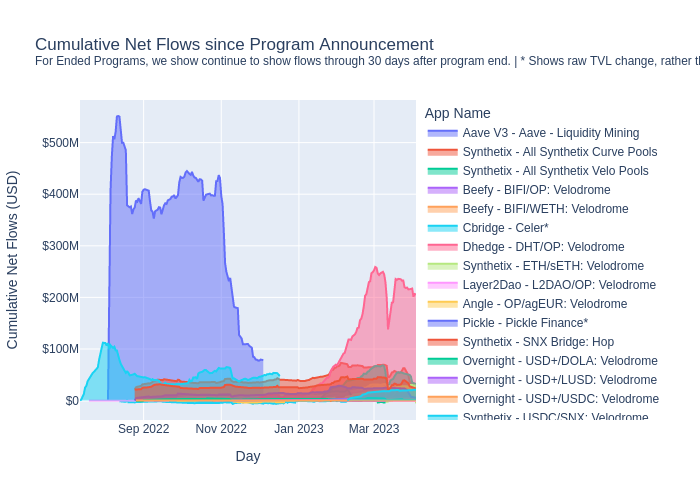 Cumulative Net Flows since Program Announcement
For Ended Programs, we show continue to show flows through 30 days after program end. | * Shows raw TVL change, rather
App Name
Aave V3 - Aave - Liquidity Mining
Synthetix - All Synthetix Curve Pools
Synthetix - All Synthetix Velo Pools
Beefy - BIFI/OP: Velodrome
Beefy - BIFI/WETH: Velodrome
Cbridge - Celer*
Dhedge - DHT/OP: Velodrome
Synthetix - ETH/sETH: Velodrome
Layer2Dao - L2DAO/OP: Velodrome
Angle - OP/agEUR: Velodrome
Pickle - Pickle Finance*
Synthetix - SNX Bridge: Hop
Overnight - USD+/DOLA: Velodrome
Overnight - USD+/LUSD: Velodrome
Overnight - USD+/USDC: Velodrome
Synthetix - USDC/SNX: Velodrome
Cumulative Net Flows (USD)
$500M
$400M
$300M
$200M
$100M
$0
Sep 2022
Nov 2022
Jan 2023
Mar 2023
Day